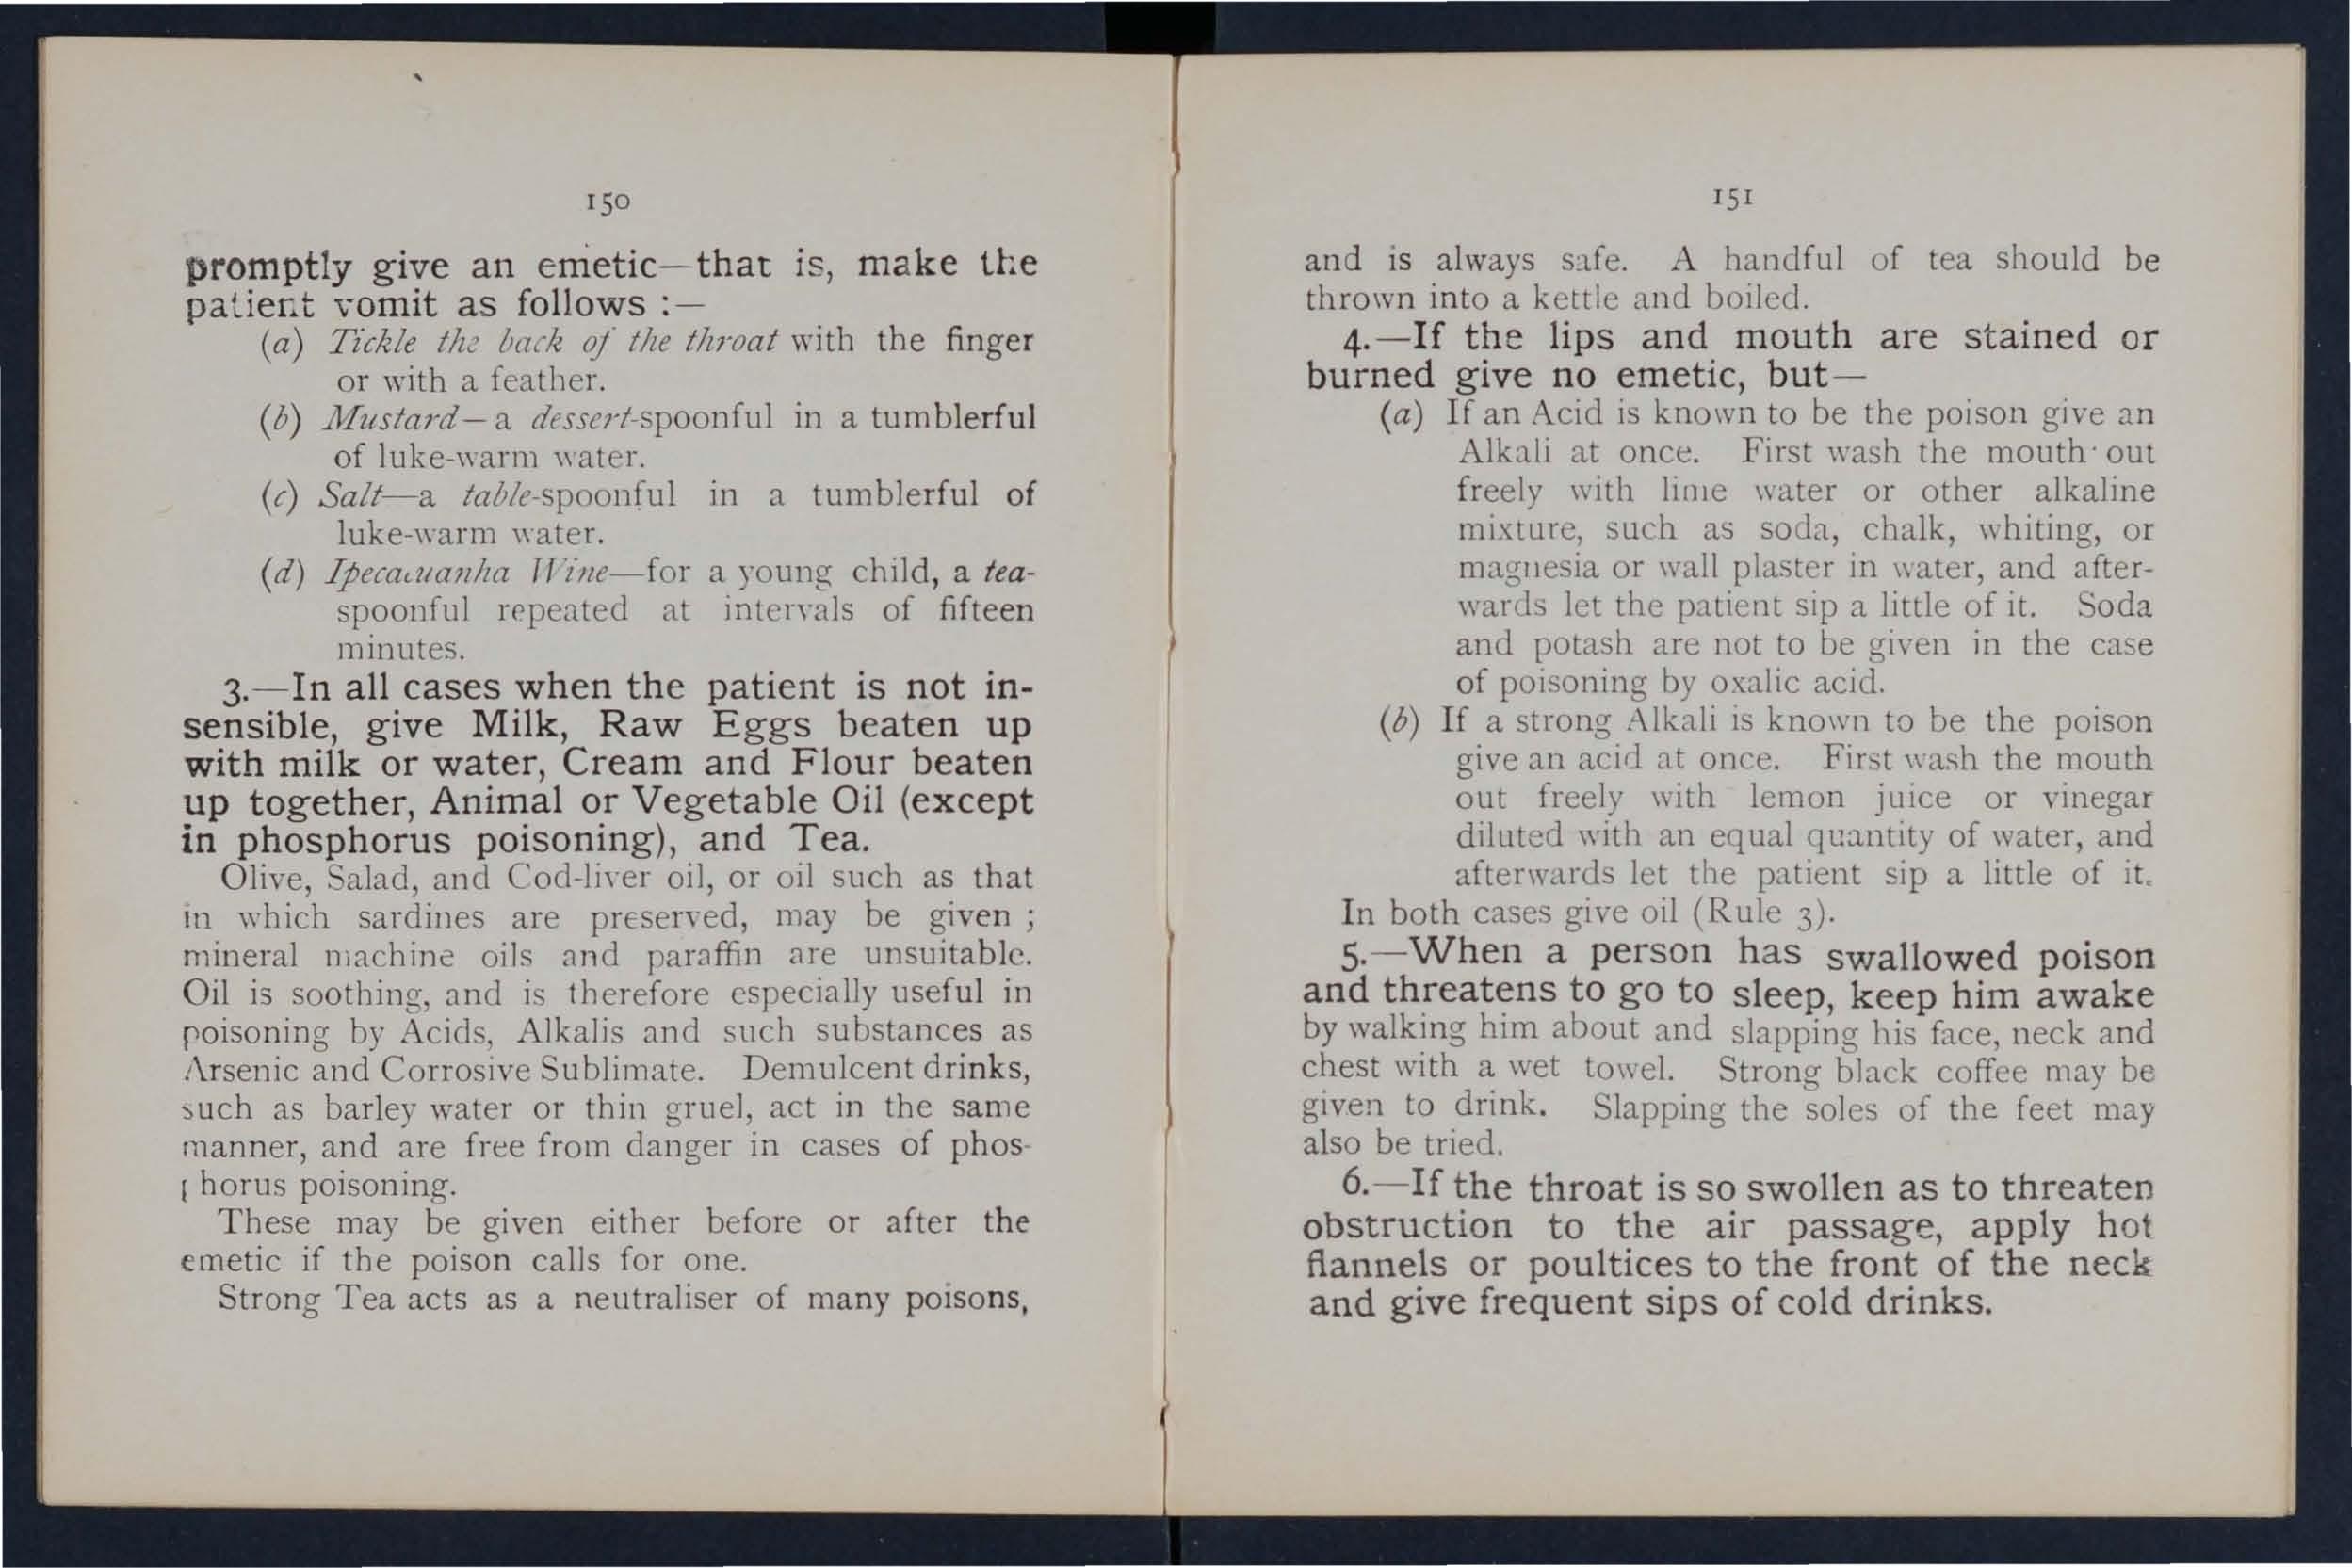 150
promptly give an emetic—that is, make the
patient vomit as follows :—
(a) Tickle the back of the throat with the finger
or with a feather.
(b) Mustard—a dessert-spoonful in a tumblerful
of luke-warm water.
(c) Salt—a table-spoonful in a tumblerful of
luke-warm water.
(d) Ipecacuanha Wine—for a young child, a tea-
spoonful repeated at intervals of fifteen
minutes.
3.—In all cases when the patient is not in-
sensible, give Milk, Raw Eggs beaten up
with milk or water, Cream and Flour beaten
up together, Animal or Vegetable Oil (except
in phosphorus poisoning), and Tea.
Olive, Salad, and Cod-liver oil, or oil such as that
in which sardines are preserved, may be given ;
mineral machine oils and paraffin are unsuitable.
Oil is soothing, and is therefore especially useful in
poisoning by Acids, Alkalis and such substances as
Arsenic and Corrosive Sublimate. Demulcent drinks,
such as barley water or thin gruel, act in the same
manner, and are free from danger in cases of phos-
phorus poisoning.
These may be given either before or after the
emetic if the poison calls for one.
Strong Tea acts as a neutraliser of many poisons,
151
and is always safe. A handful of tea should be
thrown into a kettle and boiled.
4.—If the lips and mouth are stained or
burned give no emetic, but—
(a) If an Acid is known to be the poison give an
Alkali at once. First wash the mouth out
freely with lime water or other alkaline
mixture, such as soda, chalk, whiting, or
magnesia or wall plaster in water, and after-
wards let the patient sip a little of it. Soda
and potash are not to be given in the case
of poisoning by oxalic acid.
(b) If a strong Alkali is known to be the poison
give an acid at once. First wash the mouth
out freely with lemon juice or vinegar
diluted with an equal quantity of water, and
afterwards let the patient sip a little of it.
In both cases give oil (Rule 3).
5.—When a person has swallowed poison
and threatens to go to sleep, keep him awake
by walking him about and slapping his face, neck and
chest with a wet towel. Strong black coffee may be
given to drink. Slapping the soles of the feet may
also be tried.
6.—If the throat is so swollen as to threaten
obstruction to the air passage, apply hot
flannels or poultices to the front of the neck
and give frequent sips of cold drinks.